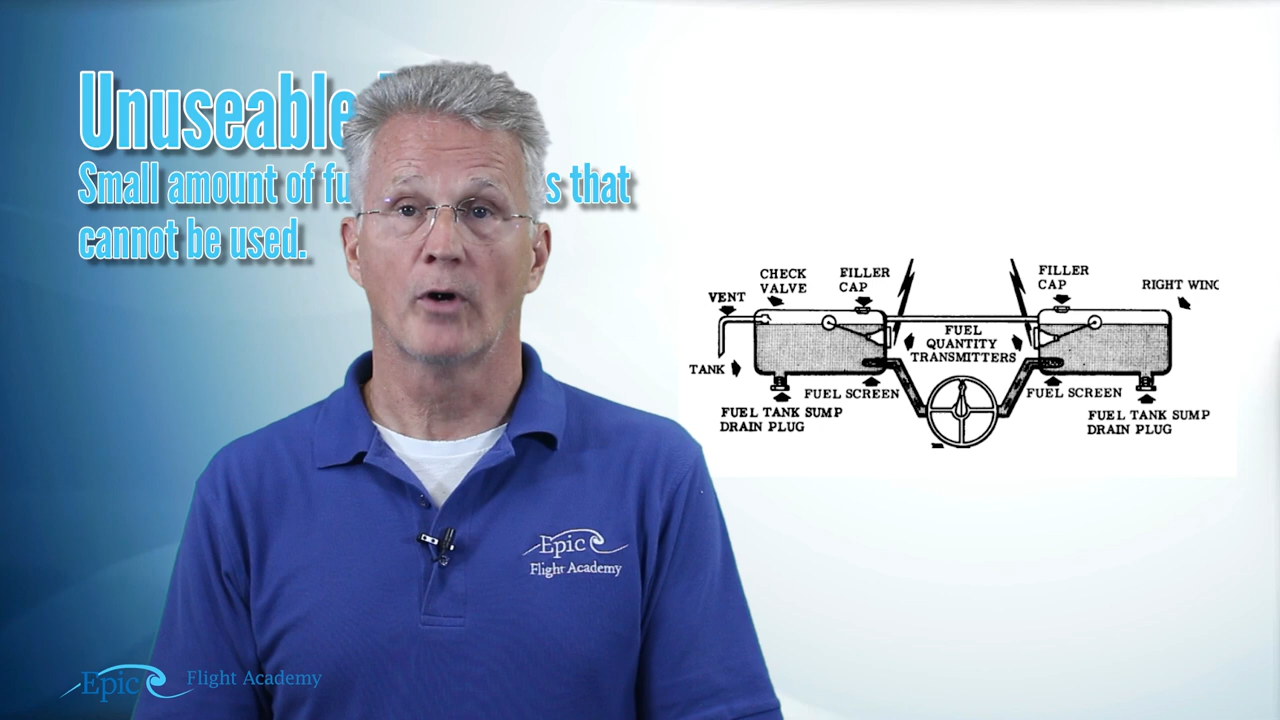 Unuseable
Small amount of
s that
cannot be used.
CHECK
VALVE
FILLER
CAP
VENT
TANK
FUEL SCREEN
FUEL TANK SUMP
DRAIN PLUG
FUEL
QUANTITY
TRANSMITTERS
FILLER
CAP
RIGHT WING
FUEL SCREEN
FUEL TANK SUMP
DRAIN PLUG
Epic
Flight Academy
Epic Flight Academy